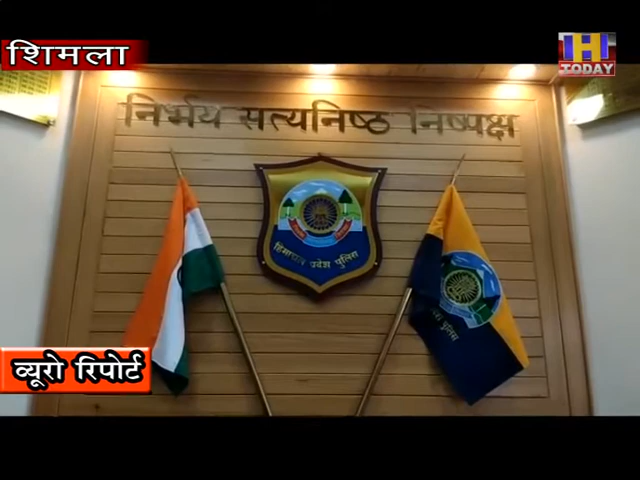 शिमला
H
TODAY
निर्भय सत्यनिष्ठ निष्पक्ष
हिमाचल प्रदेश पुलिस
पुलिस
व्यूरो रिपोर्ट